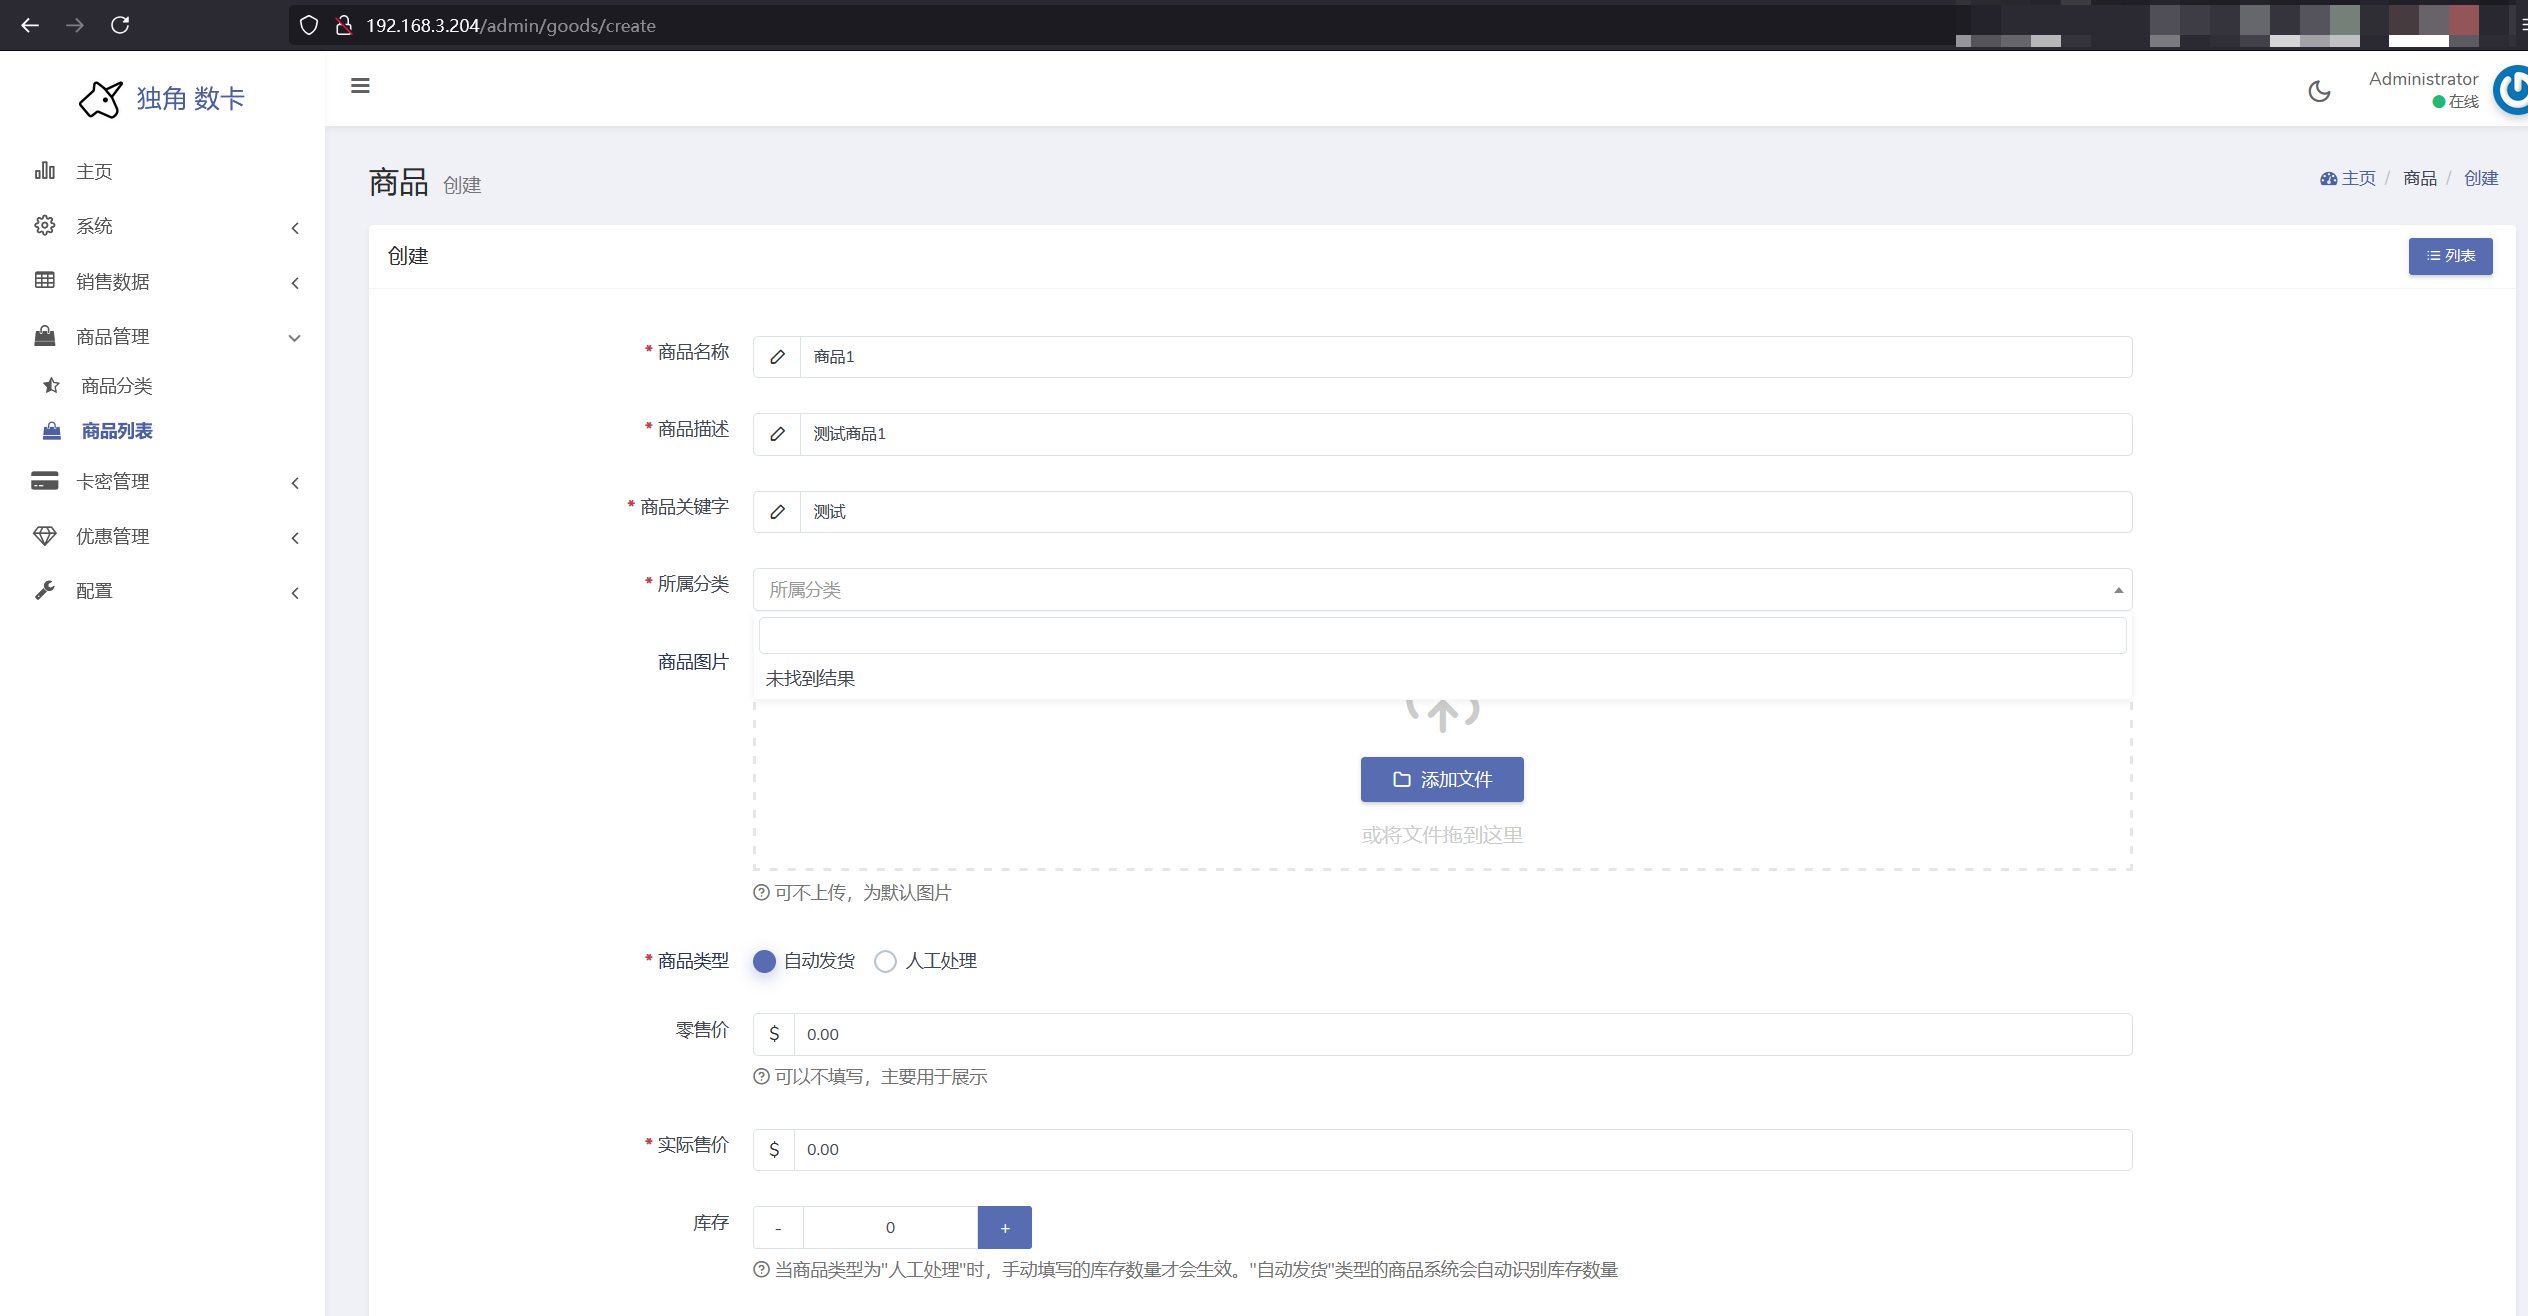 192.168.3.204/admin/goods/create
独角 数卡
Administrator
在线
主页
系统
销售数据
商品管理
商品分类
商品列表
卡密管理
优惠管理
配置
商品 创建
主页 / 商品 / 创建
创建
列表
* 商品名称 商品1
* 商品描述 测试商品1
* 商品关键字 测试
* 所属分类 所属分类
未找到结果
商品图片
添加文件
或将文件拖到这里
可不上传，为默认图片
* 商品类型 自动发货 人工处理
零售价 $ 0.00
可以不填写，主要用于展示
* 实际售价 $ 0.00
库存 - 0 +
当商品类型为"人工处理"时，手动填写的库存数量才会生效。"自动发货"类型的商品系统会自动识别库存数量